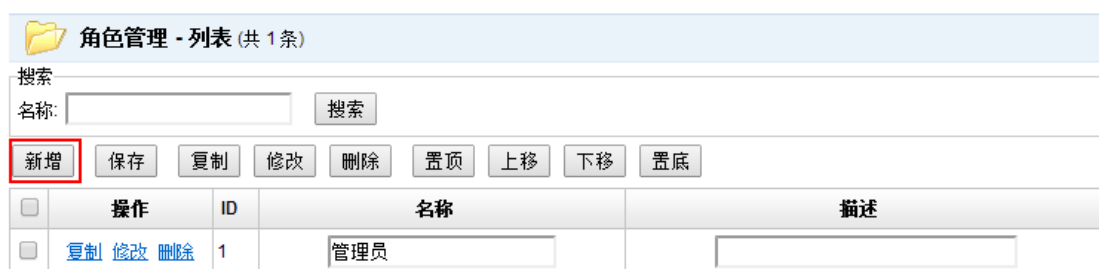 角色管理 - 列表 (共 1 条)
搜索
名称: 搜索
新增 保存 复制 修改 删除 置顶 上移 下移 置底
操作 ID 名称 描述
复制 修改 删除 1 管理员